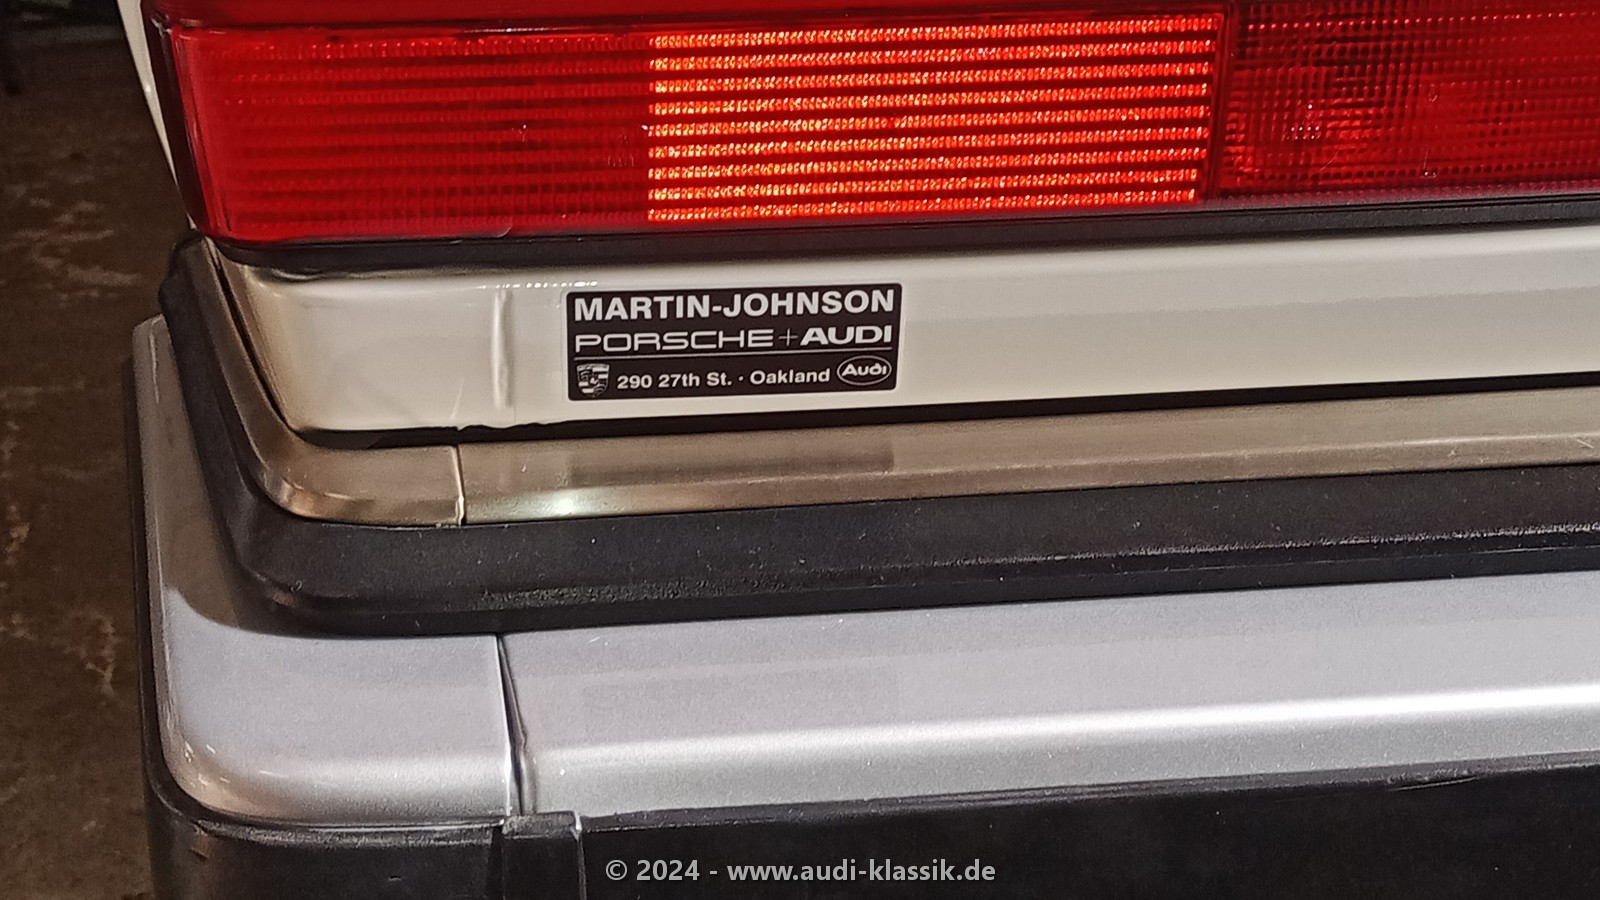 MARTIN-JOHNSON
PORSCHE+AUDI
290 27th St. · Oakland Audi
© 2024 - www.audi-klassik.de